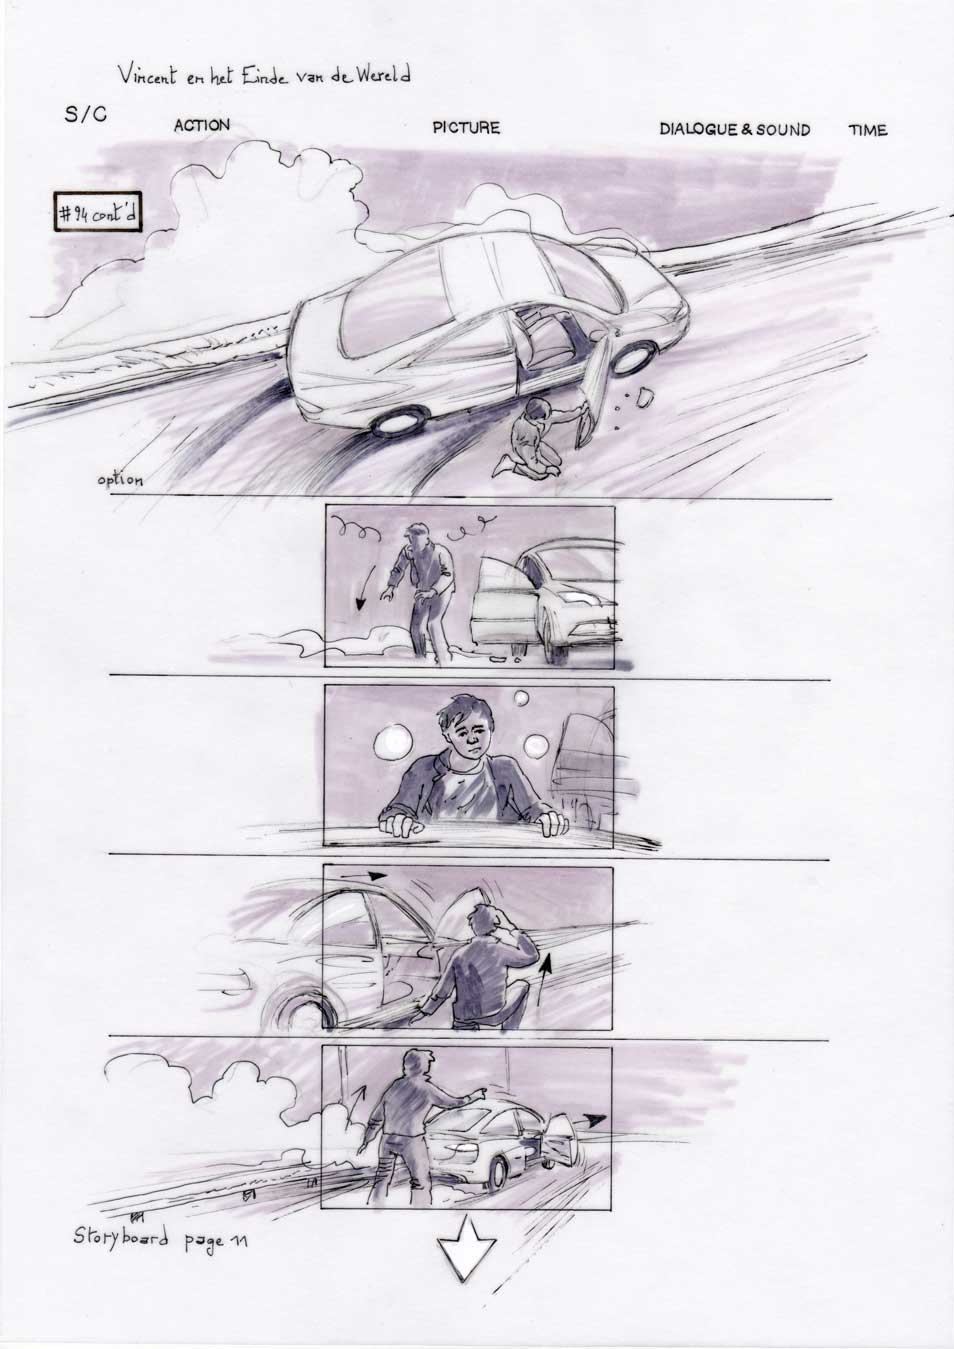 Vincent en het Einde van de Wereld
S/C
ACTION PICTURE DIALOGUE & SOUND TIME
#94 cont'd
option
Storyboard page 11